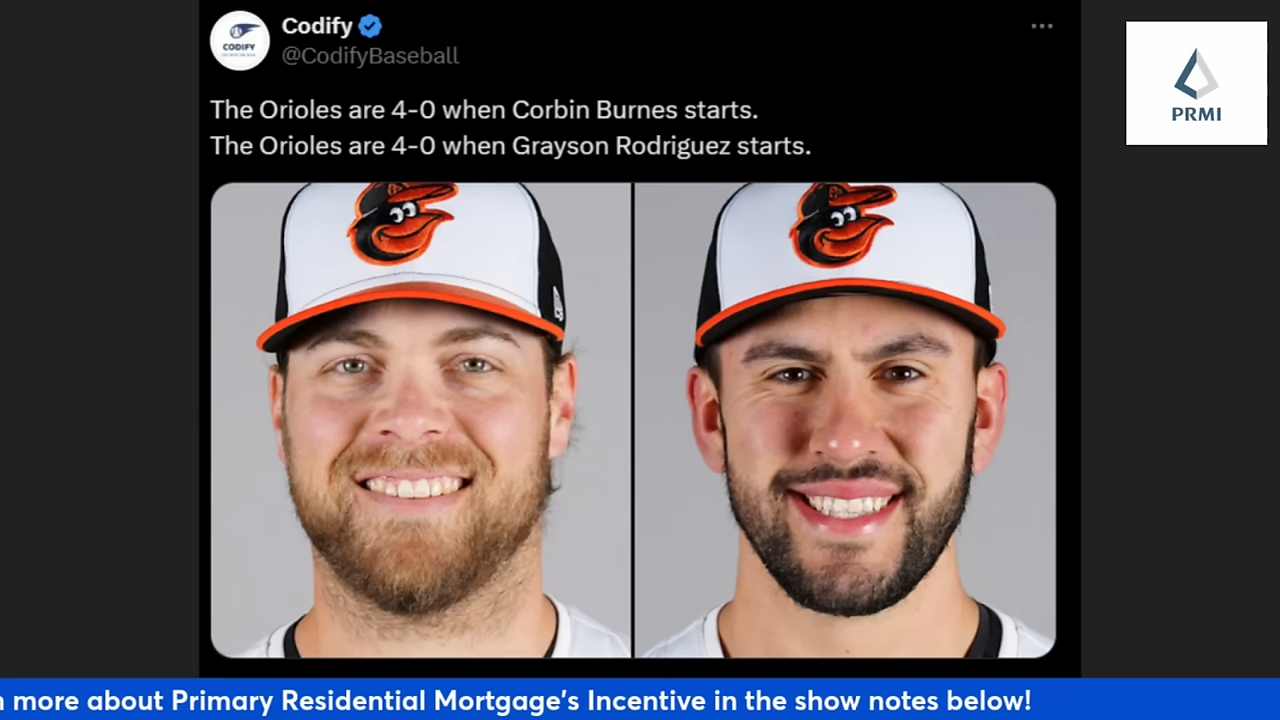 Codify
@CodifyBaseball
CODIFY
The Orioles are 4-0 when Corbin Burnes starts.
The Orioles are 4-0 when Grayson Rodriguez starts.
PRMI
more about Primary Residential Mortgage's Incentive in the show notes below!